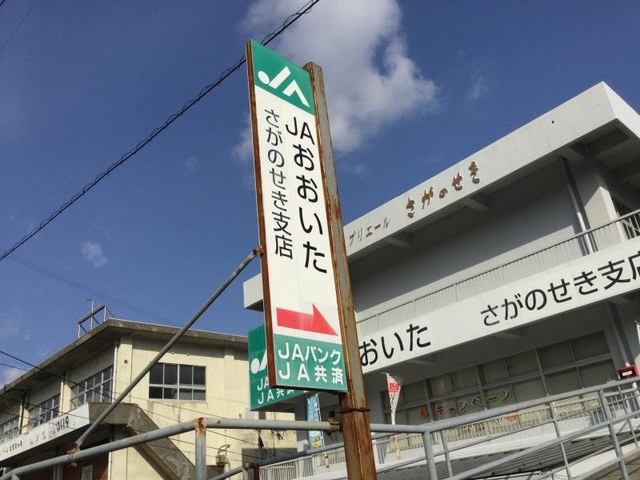 JA
JAおおいた
さがのせき支店
JAバンク
JA共済
プリエール さがのせき
おいた さがのせき支店
キャンペーン